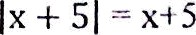 |x + 5| = x+5